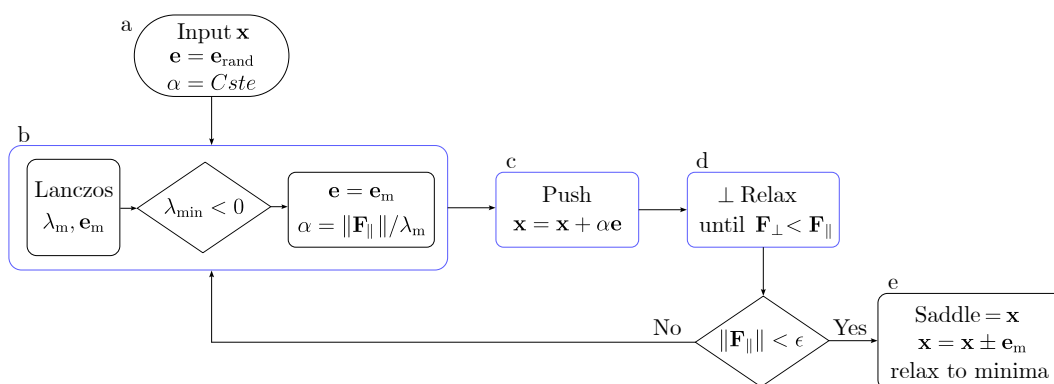 a
Input x
e = e_rand
α = Cste
b
Lanczos
λ_m, e_m
λ_min < 0
e = e_m
α = ‖F_∥‖/λ_m
c
Push
x = x + αe
d
⊥ Relax
until F_⊥ < F_∥
No
‖F_∥‖ < ϵ
Yes
e
Saddle = x
x = x ± e_m
relax to minima